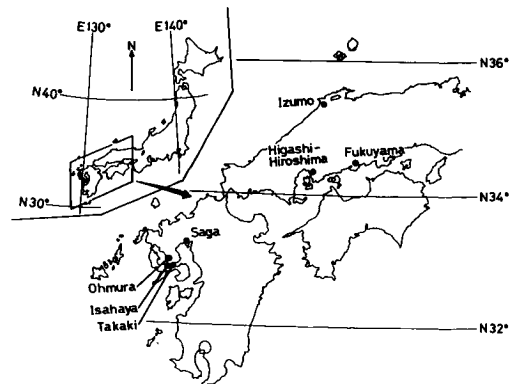 E130°
E140°
N
N40°
N30°
N36°
Izumo
Higashi-
Hiroshima
Fukuyama
N34°
Saga
Ohmura
Isahaya
Takaki
N32°